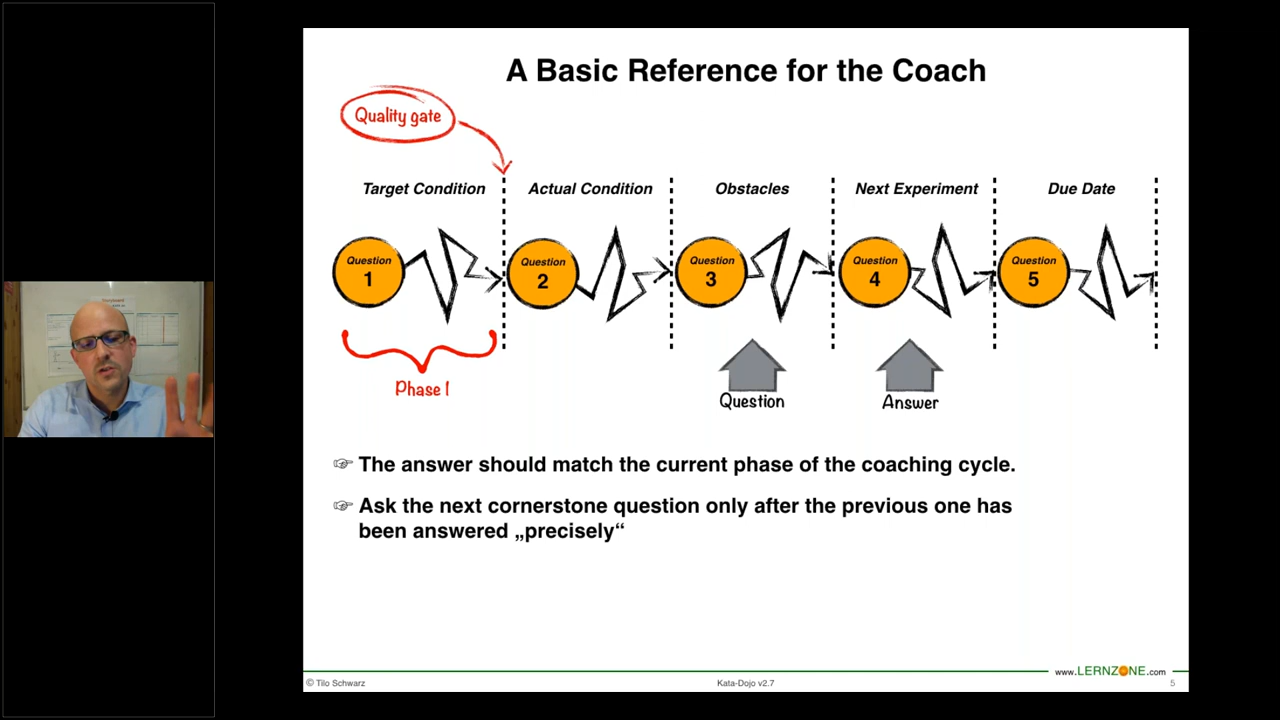 A Basic Reference for the Coach
Quality gate
Target Condition
Actual Condition
Obstacles
Next Experiment
Due Date
Question
1
Question
2
Question
3
Question
4
Question
5
Phase 1
Question
Answer
☞ The answer should match the current phase of the coaching cycle.
☞ Ask the next cornerstone question only after the previous one has
been answered „precisely“
www.LERNZONE.com
© Tilo Schwarz
Kata-Dojo v2.7
5